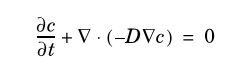 ∂c/∂t + ∇ · (–D∇c) = 0